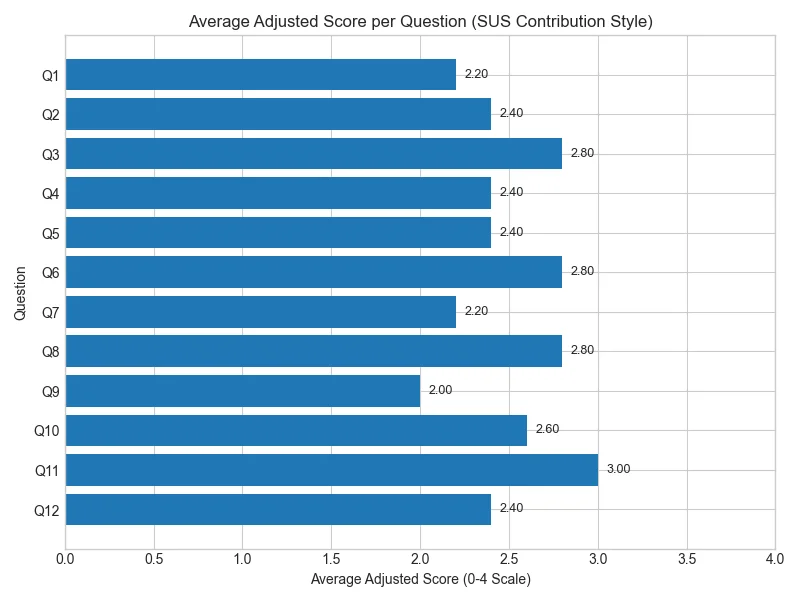 Average Adjusted Score per Question (SUS Contribution Style)
Question
Q1 2.20
Q2 2.40
Q3 2.80
Q4 2.40
Q5 2.40
Q6 2.80
Q7 2.20
Q8 2.80
Q9 2.00
Q10 2.60
Q11 3.00
Q12 2.40
0.0 0.5 1.0 1.5 2.0 2.5 3.0 3.5 4.0
Average Adjusted Score (0-4 Scale)